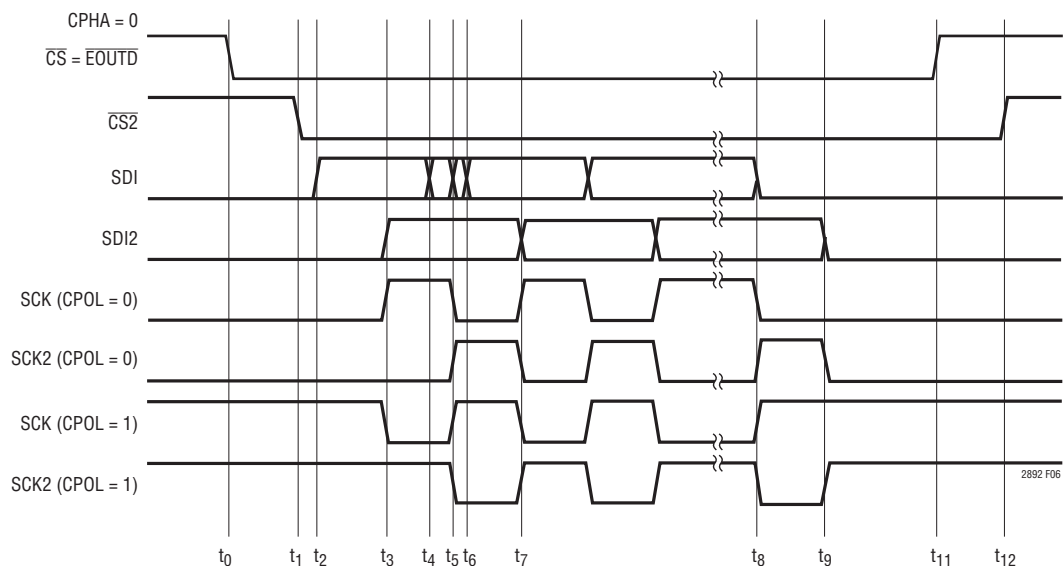 CPHA = 0
CS = EOUTD
CS2
SDI
SDI2
SCK (CPOL = 0)
SCK2 (CPOL = 0)
SCK (CPOL = 1)
SCK2 (CPOL = 1)
2892 F06
t0 t1 t2 t3 t4 t5 t6 t7 t8 t9 t11 t12